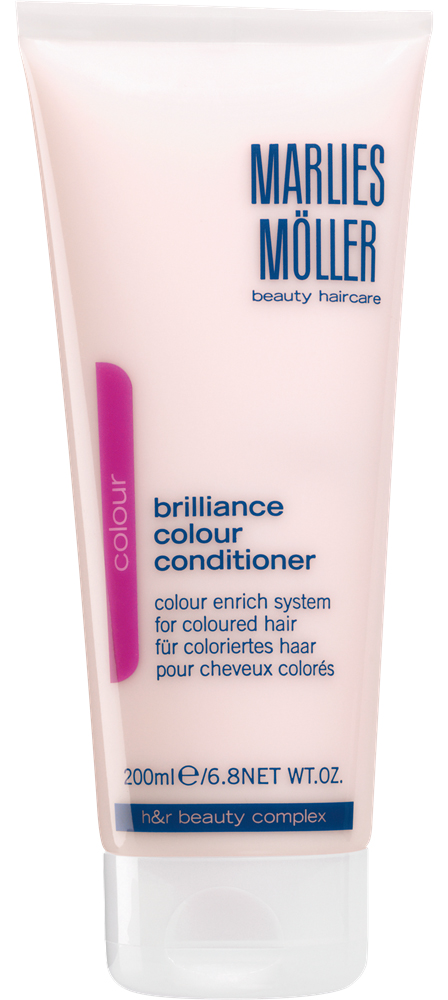 MARLIES
MÖLLER
beauty haircare
colour
brilliance
colour
conditioner
colour enrich system
for coloured hair
für coloriertes haar
pour cheveux colorés
200ml℮/6.8NET WT.OZ.
h&r beauty complex